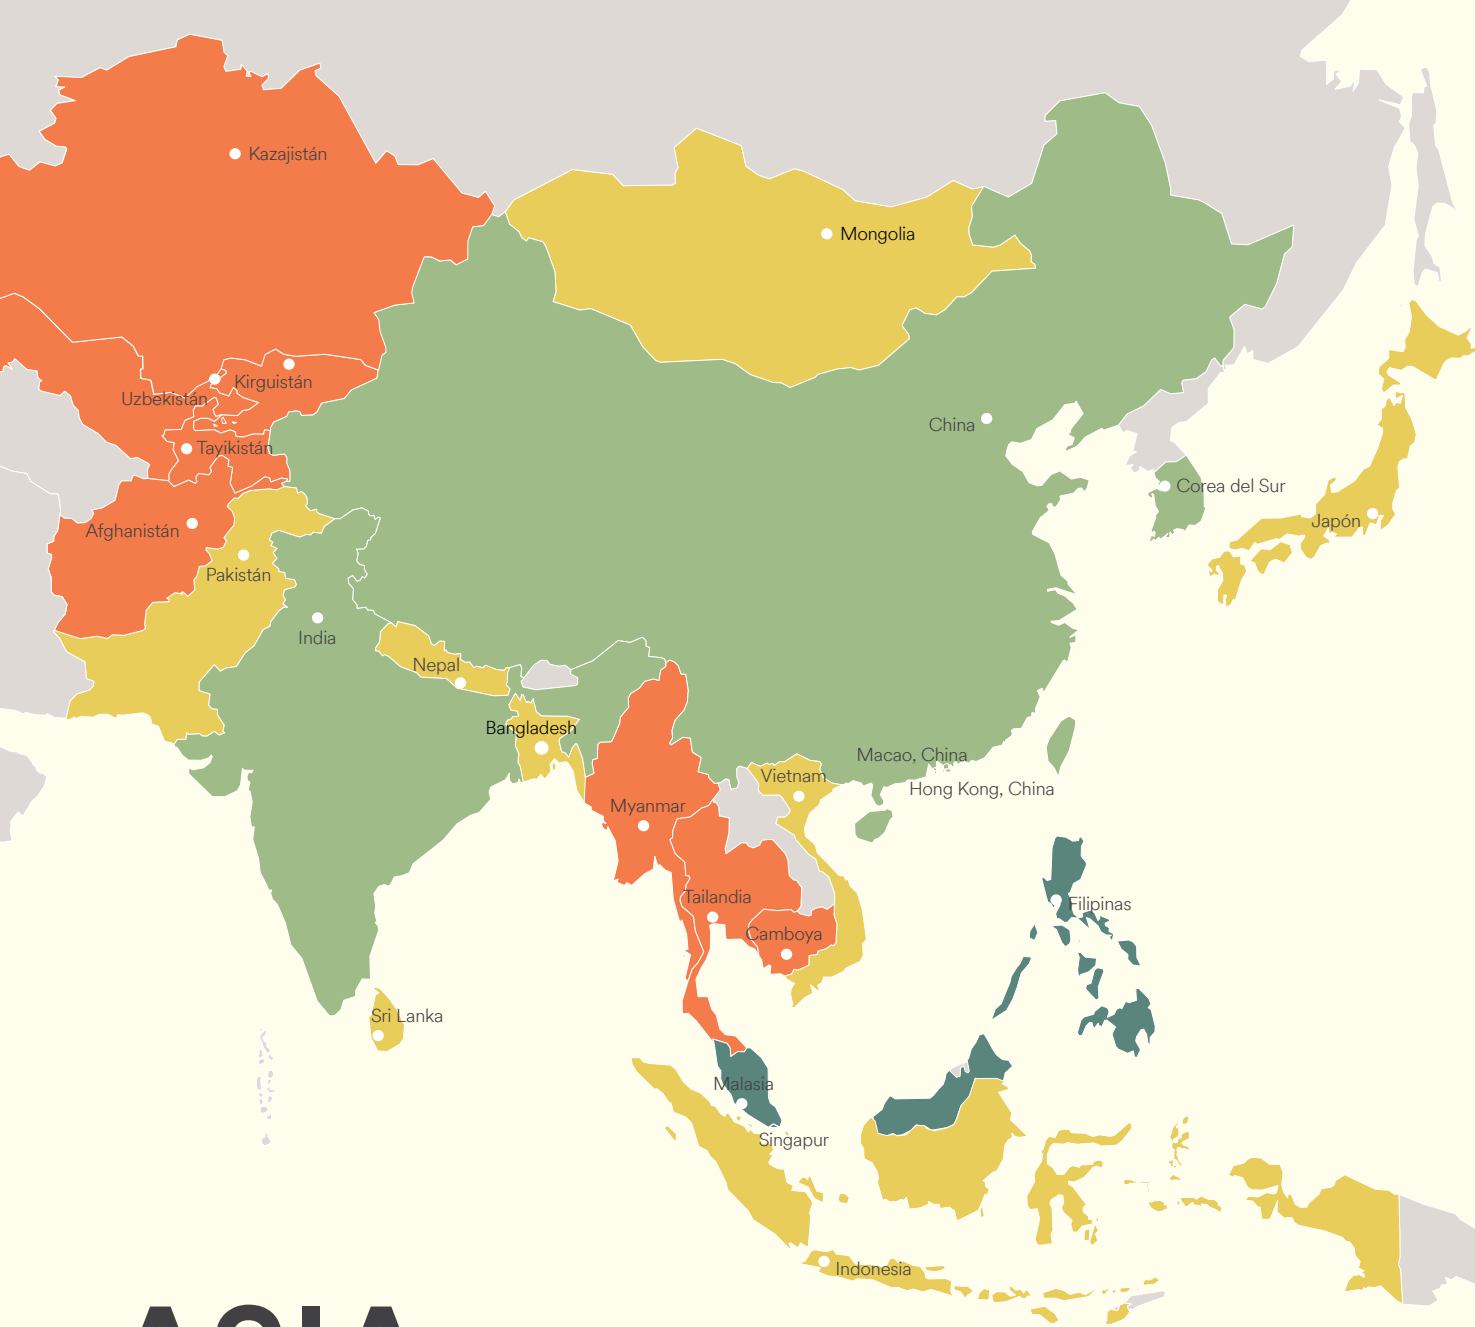 Kazajistán
Mongolia
Kirguistán
Uzbekistán
China
Tayikistán
Corea del Sur
Japón
Afghanistán
Pakistán
India
Nepal
Bangladesh
Macao, China
Vietnam
Hong Kong, China
Myanmar
Tailandia
Filipinas
Camboya
Sri Lanka
Malasia
Singapur
Indonesia
ASIA